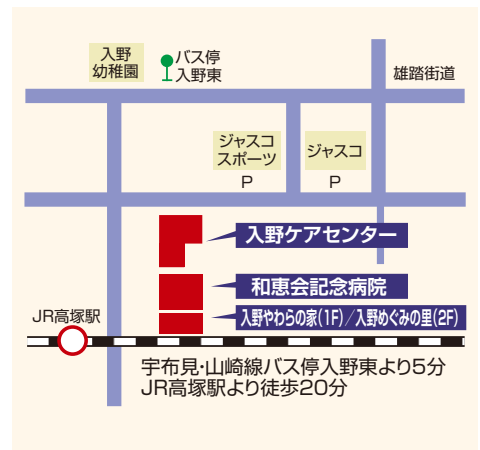 入野
幼稚園
バス停
入野東
雄踏街道
ジャスコ
スポーツ
ジャスコ
P
P
入野ケアセンター
和恵会記念病院
JR高塚駅
入野やわらの家(1F)／入野めぐみの里(2F)
宇布見・山崎線バス停入野東より5分
JR高塚駅より徒歩20分